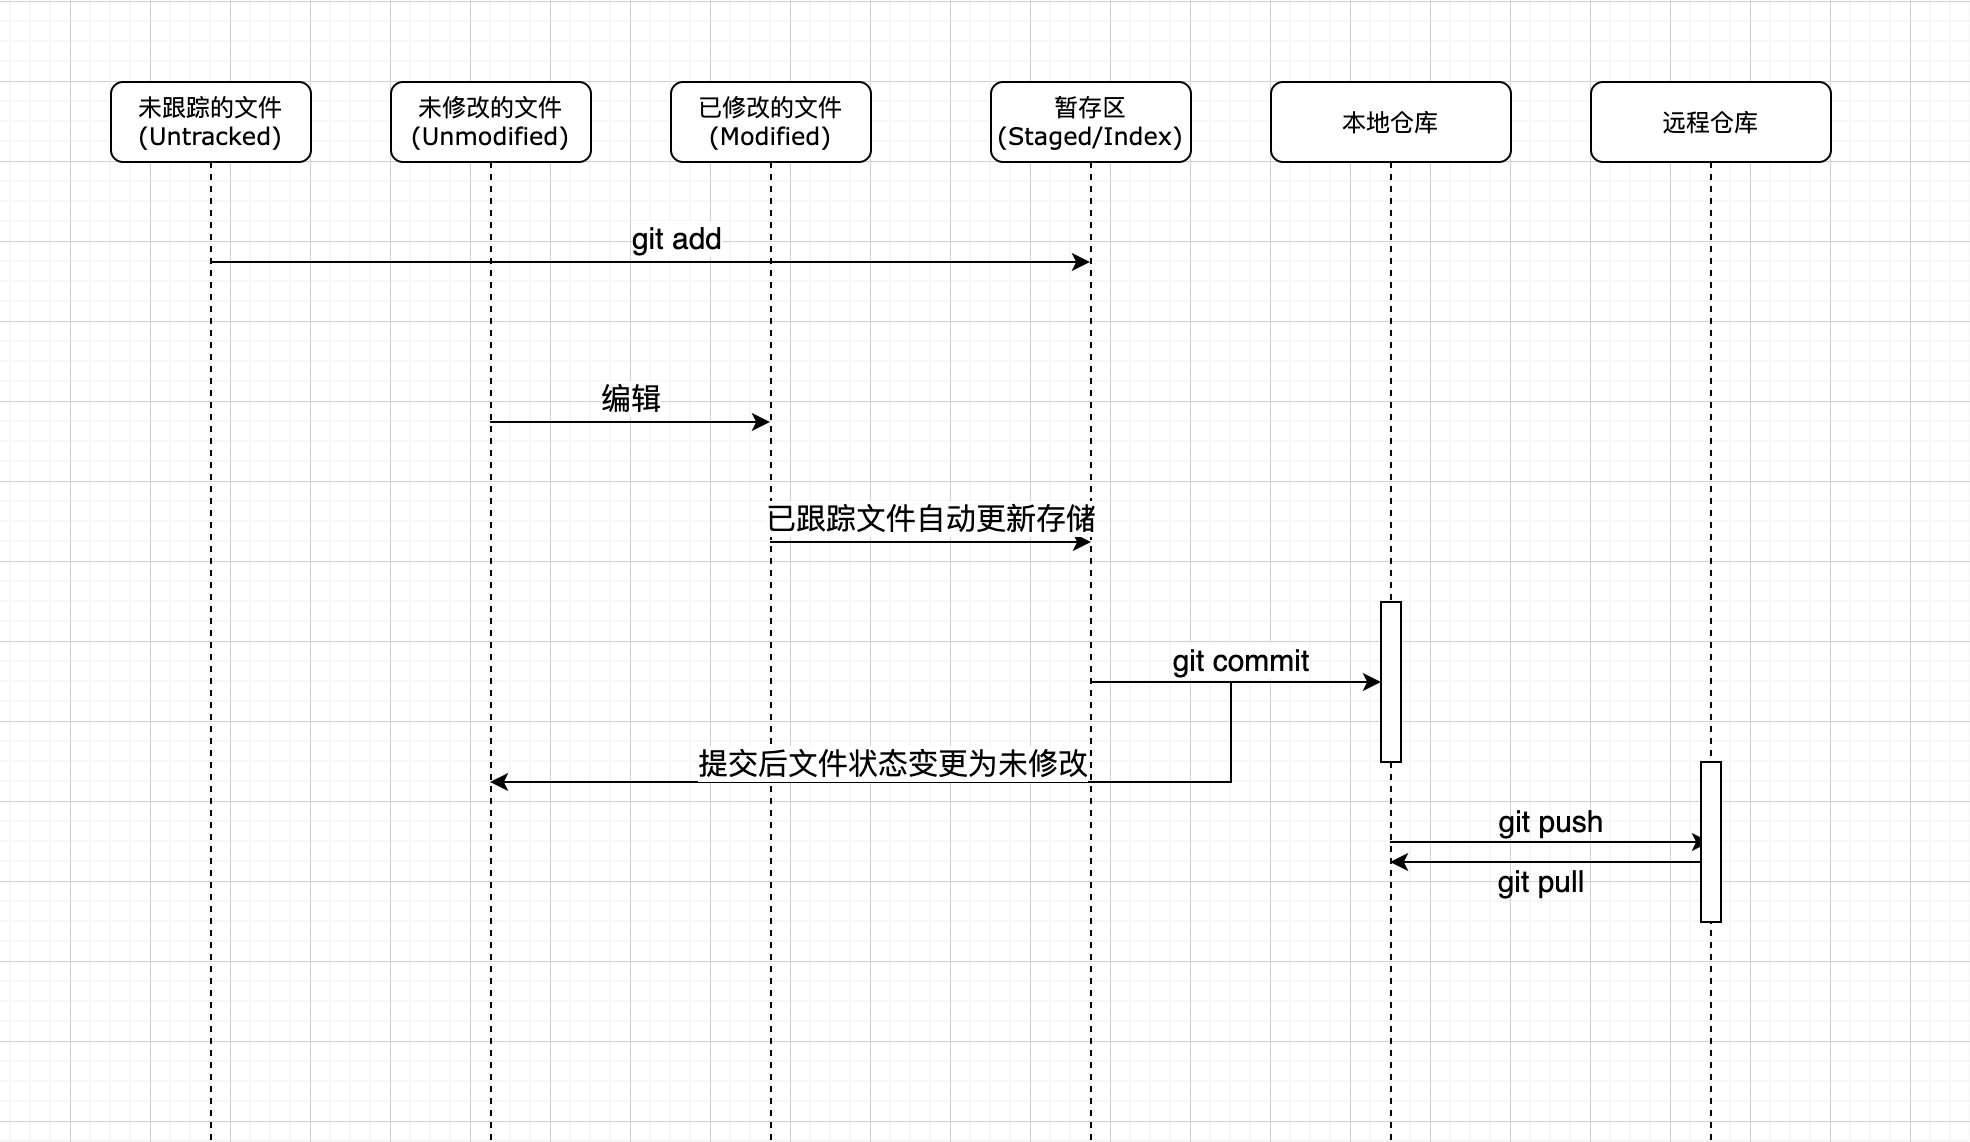 未跟踪的文件
(Untracked)
未修改的文件
(Unmodified)
已修改的文件
(Modified)
暂存区
(Staged/Index)
本地仓库
远程仓库
git add
编辑
已跟踪文件自动更新存储
git commit
提交后文件状态变更为未修改
git push
git pull